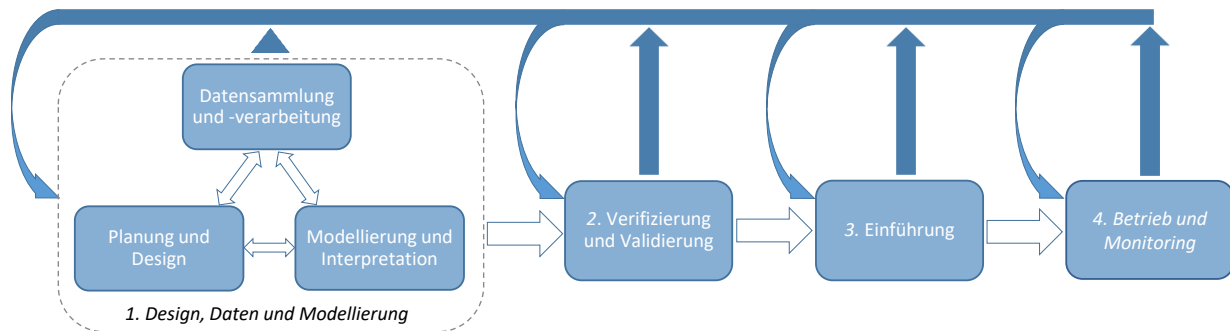 Datensammlung
und -verarbeitung
Planung und
Design
Modellierung und
Interpretation
1. Design, Daten und Modellierung
2. Verifizierung
und Validierung
3. Einführung
4. Betrieb und
Monitoring